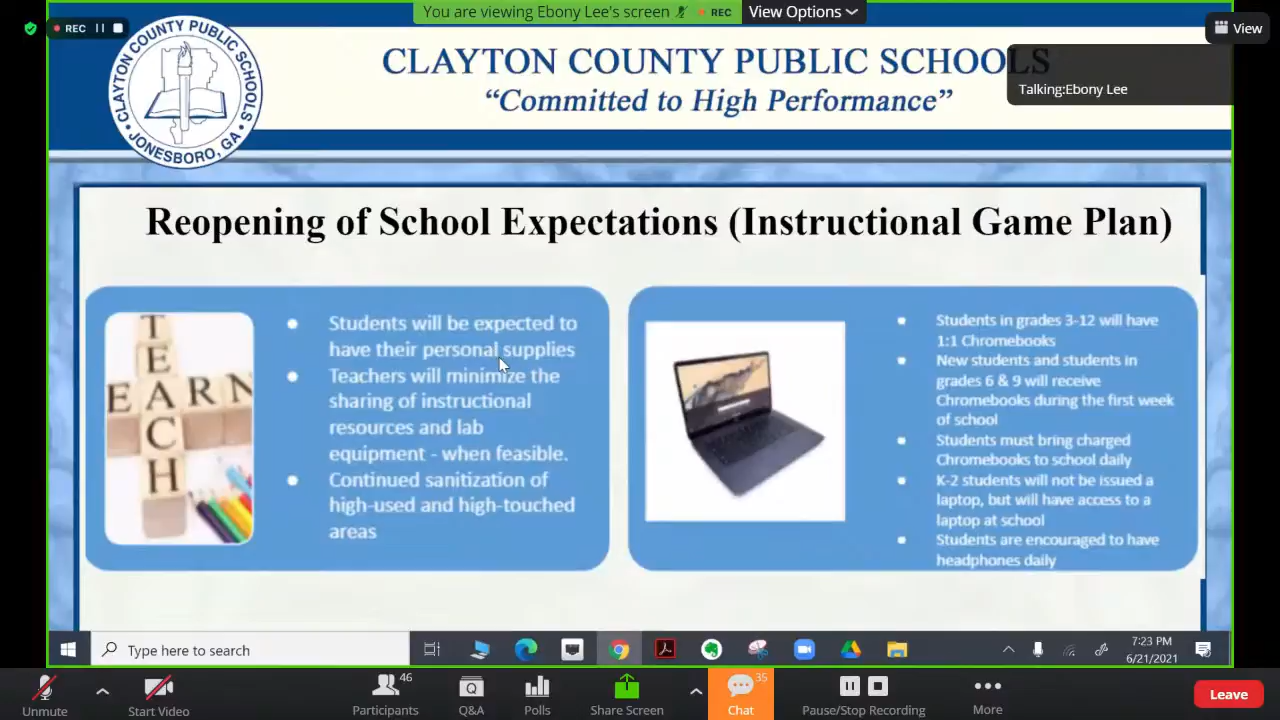 You are viewing Ebony Lee's screen
REC
View Options
REC
View
CLAYTON COUNTY PUBLIC SCHOOLS
JONESBORO, GA
CLAYTON COUNTY PUBLIC SCHOOLS
“Committed to High Performance”
Talking:Ebony Lee
Reopening of School Expectations (Instructional Game Plan)
TEACH
EARN
● Students will be expected to
have their personal supplies
● Teachers will minimize the
sharing of instructional
resources and lab
equipment - when feasible.
● Continued sanitization of
high-used and high-touched
areas
● Students in grades 3-12 will have
1:1 Chromebooks
● New students and students in
grades 6 & 9 will receive
Chromebooks during the first week
of school
● Students must bring charged
Chromebooks to school daily
● K-2 students will not be issued a
laptop, but will have access to a
laptop at school
● Students are encouraged to have
headphones daily
Type here to search
7:23 PM
6/21/2021
Unmute
Start Video
Participants
46
Q&A
Polls
Share Screen
Chat
35
Pause/Stop Recording
More
Leave